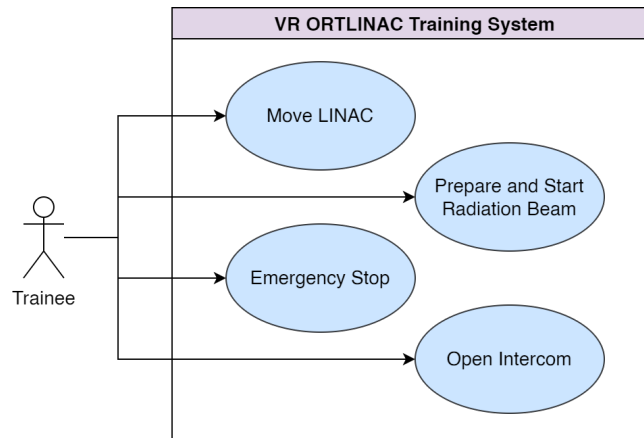 VR ORTLINAC Training System
Move LINAC
Prepare and Start
Radiation Beam
Emergency Stop
Trainee
Open Intercom